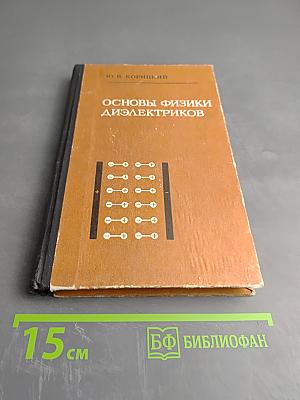 Ю. В. КОРИЦКИЙ
ОСНОВЫ ФИЗИКИ
ДИЭЛЕКТРИКОВ
15 см
БФ БИБЛИОФАН